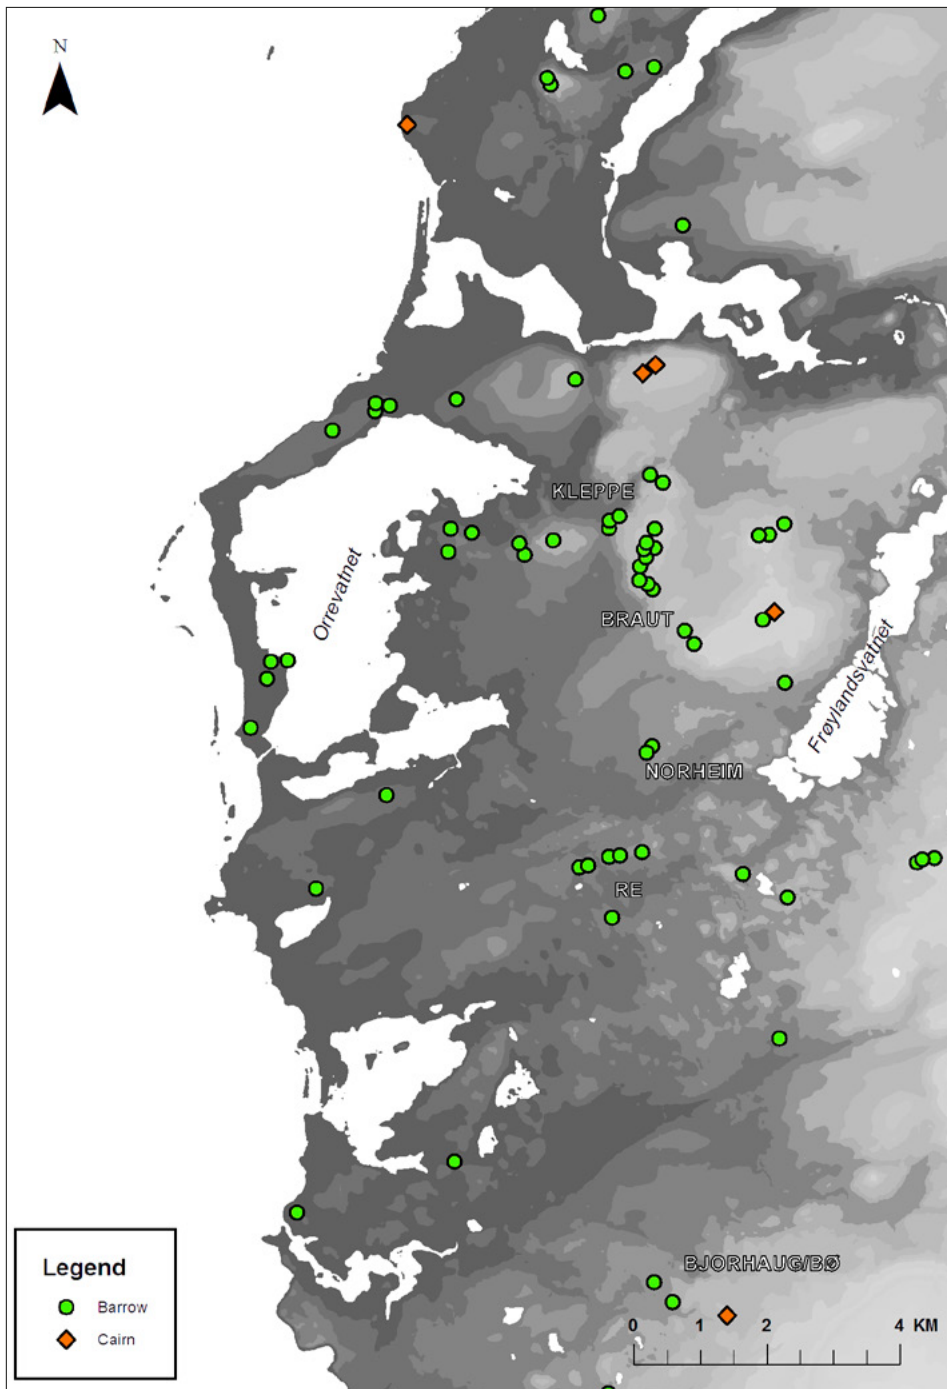 N
KLEPPE
Orrevatnet
BRAUT
Frøylandsvatnet
NORHEIM
RE
BJORHAUG/BØ
Legend
Barrow
Cairn
0 1 2 4 KM